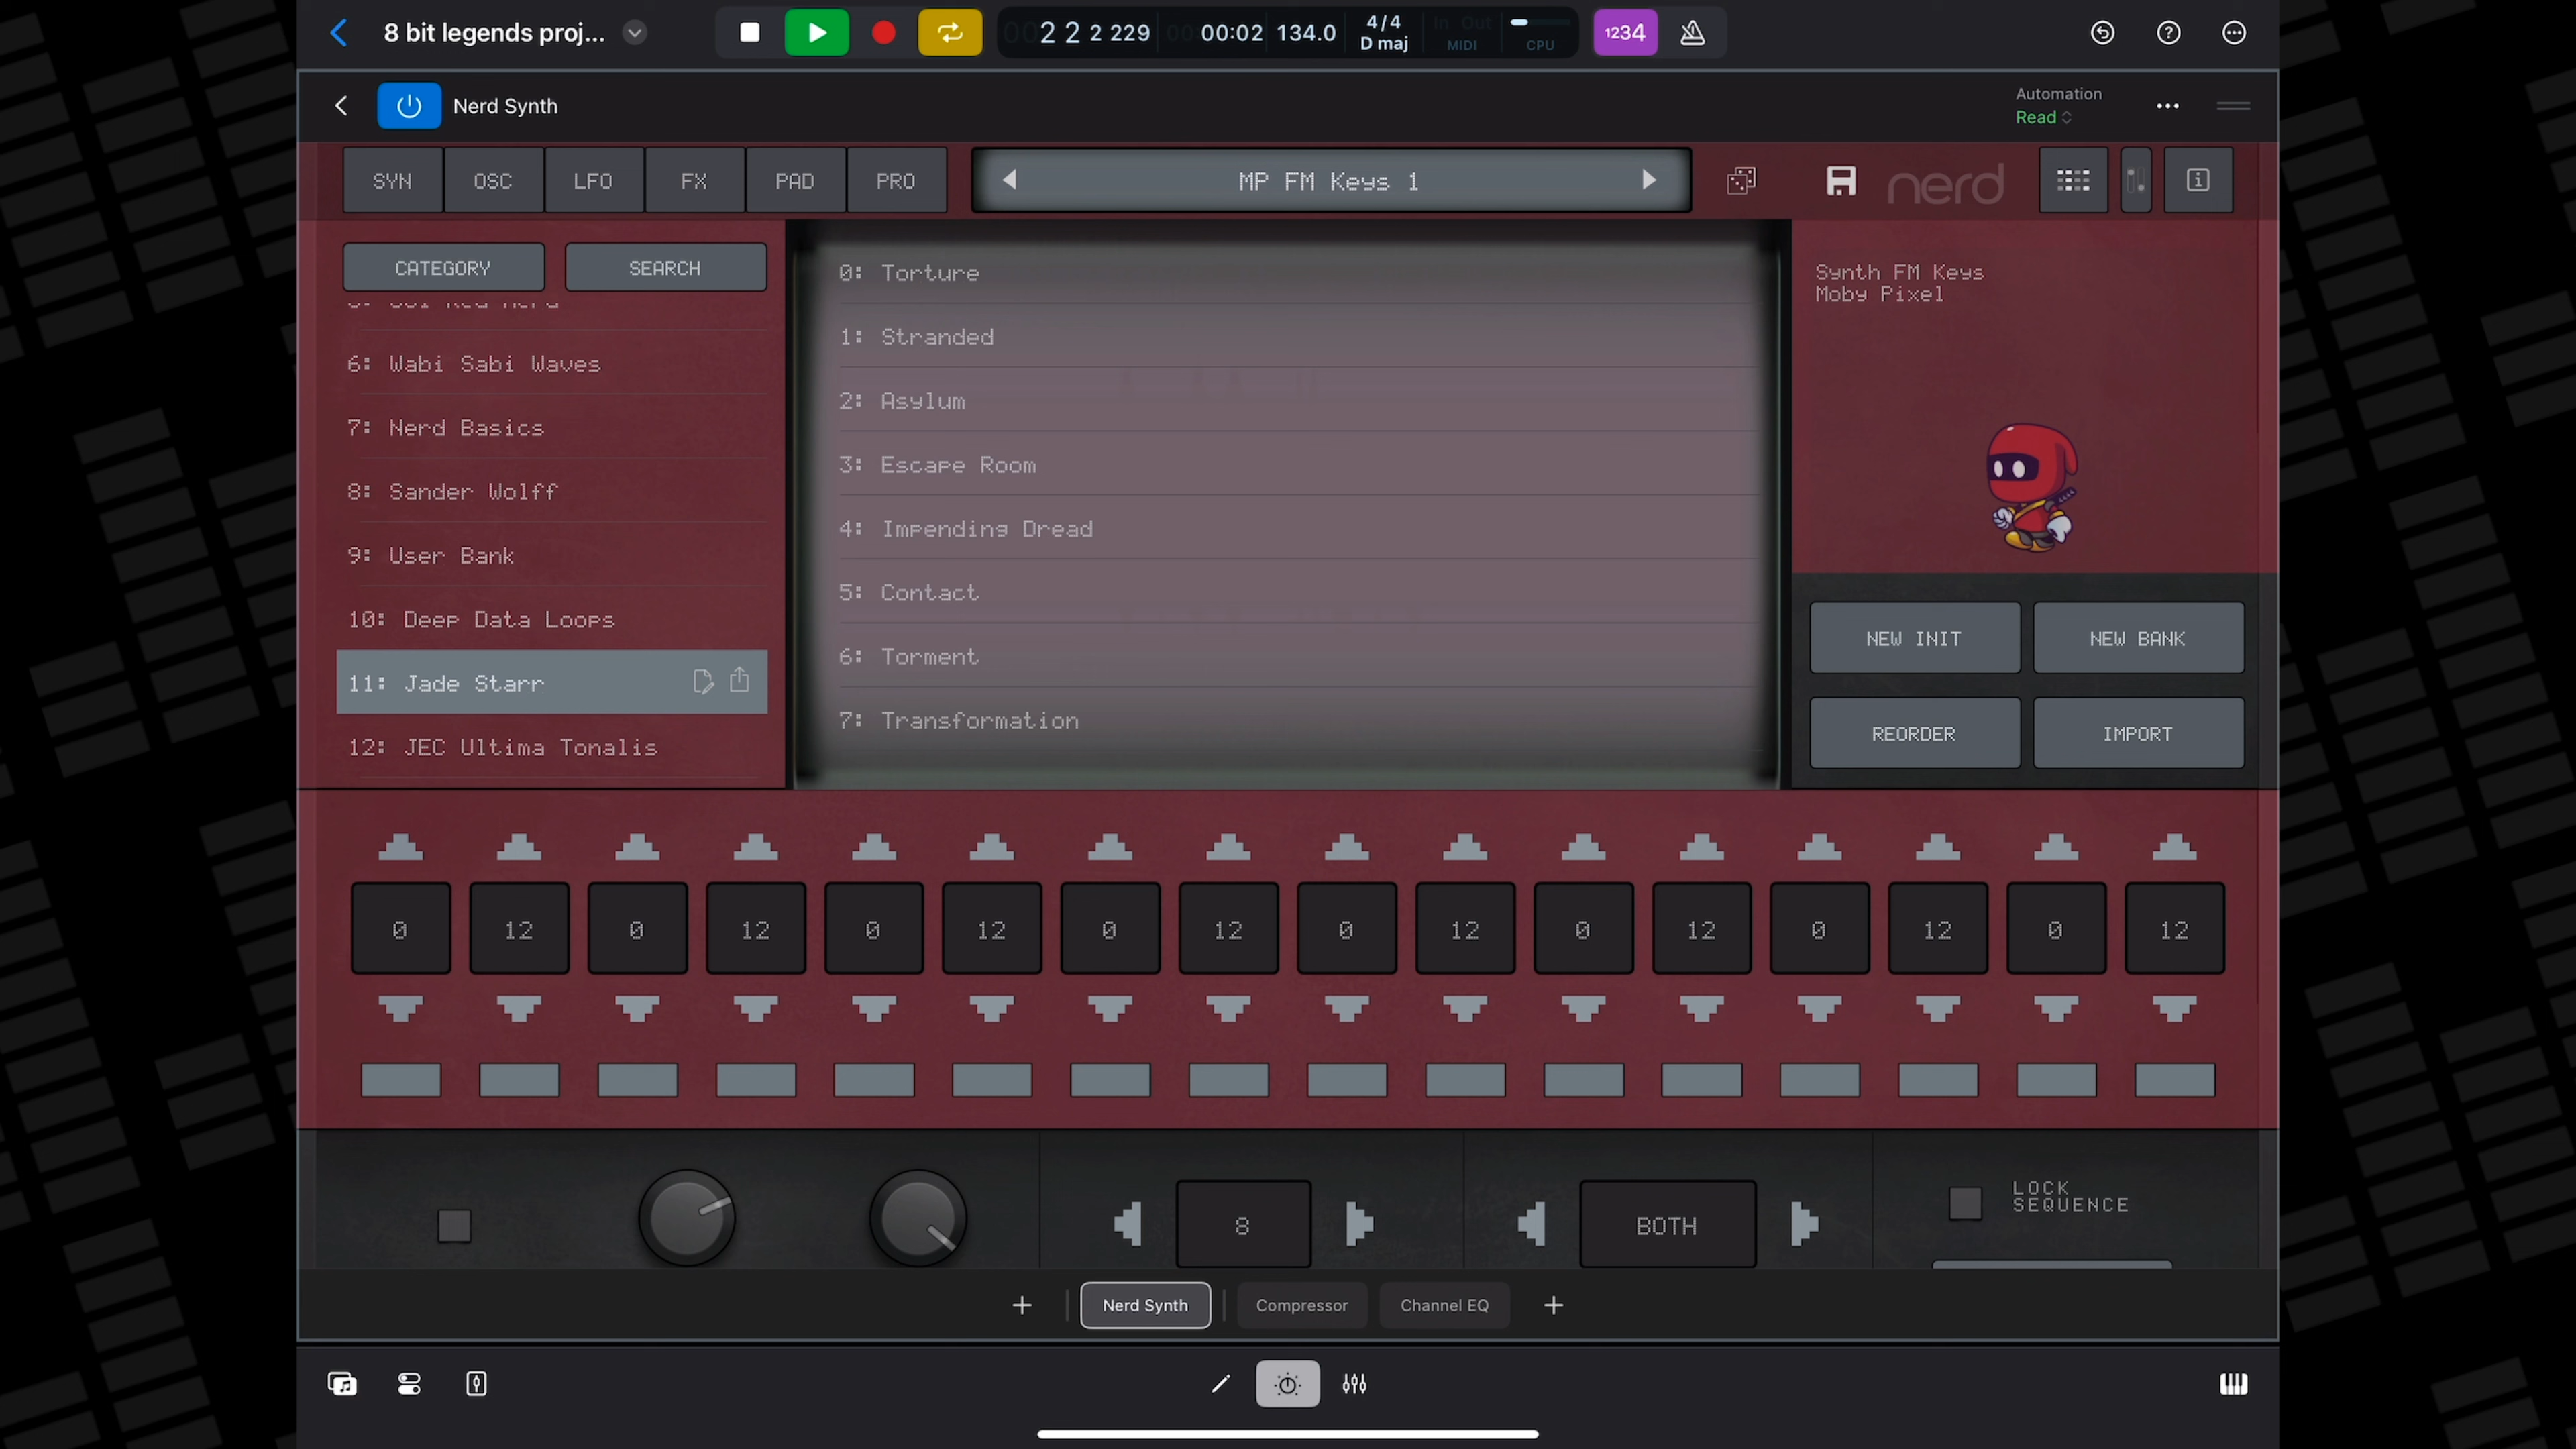 8 bit legends proj...
2 2 2 229
00:02
134.0
4/4
D maj
In Out
MIDI
CPU
1234
Nerd Synth
Automation
Read
SYN
OSC
LFO
FX
PAD
PRO
MP FM Keys 1
nerd
CATEGORY
SEARCH
6: Wabi Sabi Waves
7: Nerd Basics
8: Sander Wolff
9: User Bank
10: Deep Data Loops
11: Jade Starr
12: JEC Ultima Tonalis
0: Torture
1: Stranded
2: Asylum
3: Escape Room
4: Impending Dread
5: Contact
6: Torment
7: Transformation
Synth FM Keys
Moby Pixel
NEW INIT
NEW BANK
REORDER
IMPORT
0 12 0 12 0 12 0 12 0 12 0 12 0 12 0 12
8
BOTH
LOCK
SEQUENCE
Nerd Synth
Compressor
Channel EQ